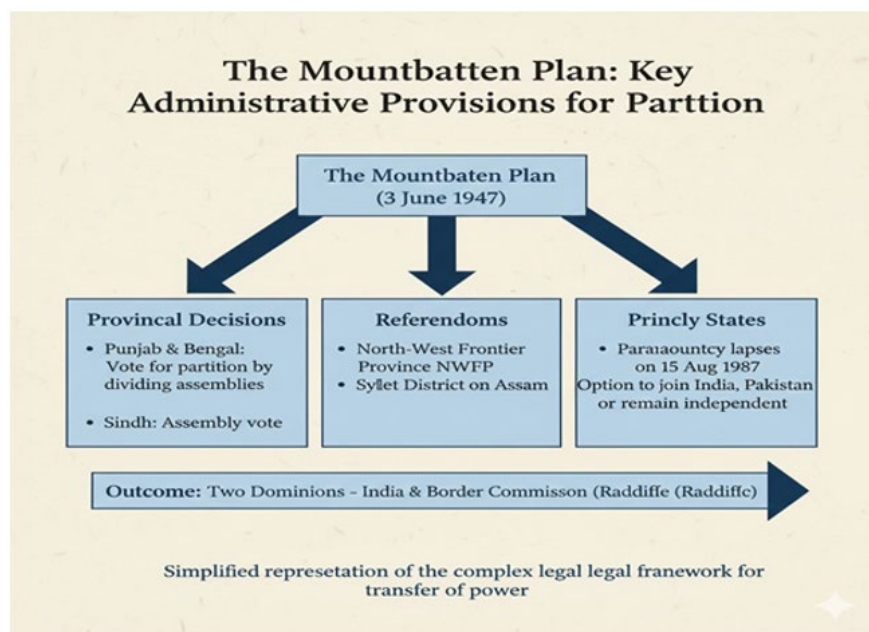 The Mountbatten Plan: Key
Administrative Provisions for Parttion
The Mountbaten Plan
(3 June 1947)
Provincal Decisions
• Punjab & Bengal:
Vote for partition by
dividing assemblies
• Sindh: Assembly vote
Referendoms
• North-West Frontier
Province NWFP
• Syllet District on Assam
Princly States
• Paramaountcy lapses
on 15 Aug 1987
Option to join India, Pakistan
or remain independent
Outcome: Two Dominions – India & Border Commisson (Raddiffe (Raddiffc)
Simplified represetation of the complex legal legal franework for
transfer of power